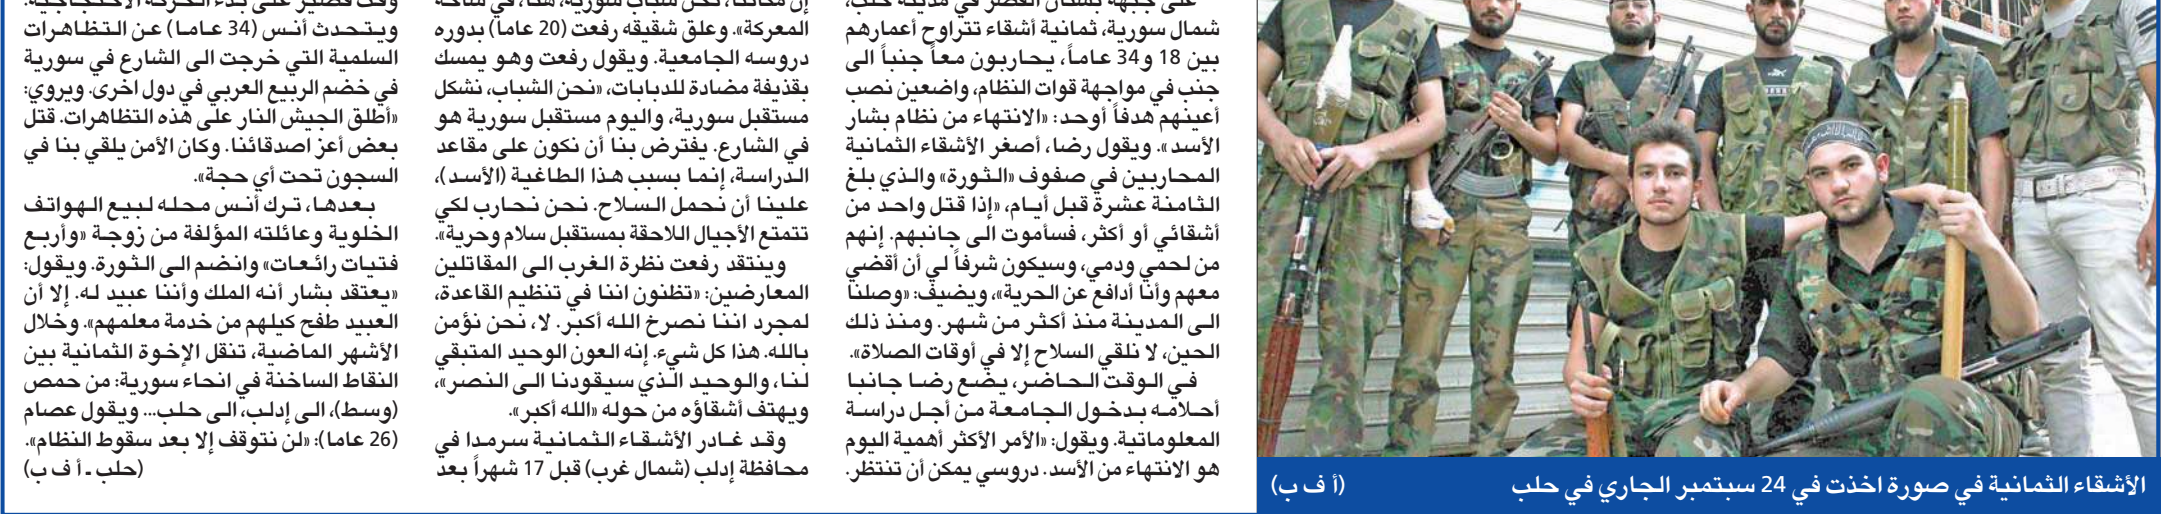 على جبهة بستان القصر في مدينة حلب،
شمال سورية، ثمانية أشقاء تتراوح أعمارهم
بين 18 و34 عاماً، يحاربون معاً جنباً الى
جنب في مواجهة قوات النظام، واضعين نصب
أعينهم هدفاً أوحد: «الانتهاء من نظام بشار
الأسد». ويقول رضا، أصغر الأشقاء الثمانية
المحاربين في صفوف «الثورة» والذي بلغ
الثامنة عشرة قبل أيام، «إذا قتل واحد من
أشقائي أو أكثر، فسأموت الى جانبهم. إنهم
من لحمي ودمي، وسيكون شرفاً لي أن أقضي
معهم وأنا أدافع عن الحرية»، ويضيف: «وصلنا
الى المدينة منذ أكثر من شهر. ومنذ ذلك
الحين، لا نلقي السلاح إلا في أوقات الصلاة».
في الوقت الحاضر، يضع رضا جانبا
أحلامه بدخول الجامعة من أجل دراسة
المعلوماتية. ويقول: «الأمر الأكثر أهمية اليوم
هو الانتهاء من الأسد. دروسي يمكن أن تنتظر.
إن مكاننا، نحن شباب سورية، هنا، في ساحة
المعركة». وعلق شقيقه رفعت (20 عاما) بدوره
دروسه الجامعية. ويقول رفعت وهو يمسك
بقذيفة مضادة للدبابات، «نحن الشباب، نشكل
مستقبل سورية، واليوم مستقبل سورية هو
في الشارع. يفترض بنا أن نكون على مقاعد
الدراسة، إنما بسبب هذا الطاغية (الأسد)،
علينا أن نحمل السلاح. نحن نحارب لكي
تتمتع الأجيال اللاحقة بمستقبل سلام وحرية».
وينتقد رفعت نظرة الغرب الى المقاتلين
المعارضين: «تظنون اننا في تنظيم القاعدة،
لمجرد اننا نصرخ الله أكبر. لا، نحن نؤمن
بالله. هذا كل شيء. إنه العون الوحيد المتبقي
لنا، والوحيد الذي سيقودنا الى النصر»،
ويهتف أشقاؤه من حوله «الله أكبر».
وقد غادر الأشقاء الثمانية سرمدا في
محافظة إدلب (شمال غرب) قبل 17 شهراً بعد
وقت قصير على بدء الحركة الاحتجاجية.
ويتحدث أنس (34 عاما) عن التظاهرات
السلمية التي خرجت الى الشارع في سورية
في خضم الربيع العربي في دول اخرى. ويروي:
«أطلق الجيش النار على هذه التظاهرات. قتل
بعض أعز اصدقائنا. وكان الأمن يلقي بنا في
السجون تحت أي حجة».
بعدها، ترك أنس محله لبيع الهواتف
الخلوية وعائلته المؤلفة من زوجة «وأربع
فتيات رائعات» وانضم الى الثورة. ويقول:
«يعتقد بشار أنه الملك وأننا عبيد له. إلا أن
العبيد طفح كيلهم من خدمة معلمهم». وخلال
الأشهر الماضية، تنقل الإخوة الثمانية بين
النقاط الساخنة في انحاء سورية: من حمص
(وسط)، الى إدلب، الى حلب... ويقول عصام
(26 عاما): «لن نتوقف إلا بعد سقوط النظام».
(حلب ـ أ ف ب)
الأشقاء الثمانية في صورة اخذت في 24 سبتمبر الجاري في حلب (أ ف ب)